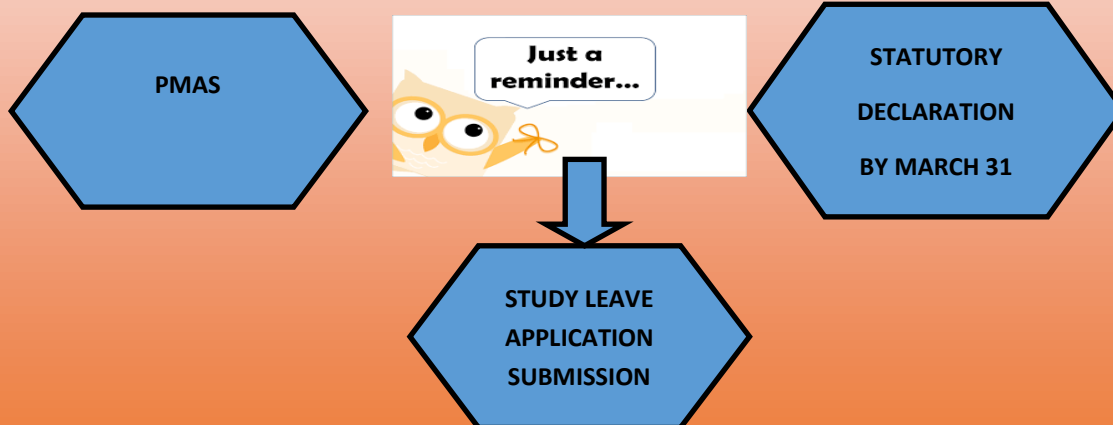 PMAS
Just a
reminder...
STATUTORY
DECLARATION
BY MARCH 31
STUDY LEAVE
APPLICATION
SUBMISSION